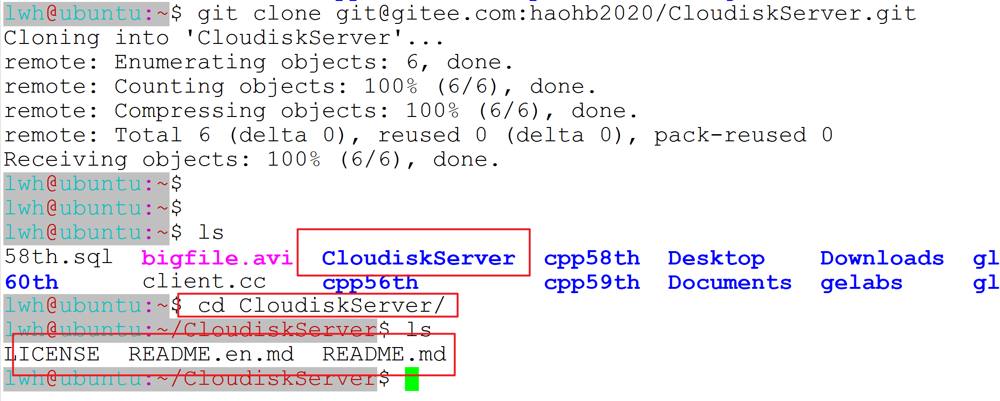 lwh@ubuntu:~$ git clone git@gitee.com:haohb2020/CloudiskServer.git
Cloning into 'CloudiskServer'...
remote: Enumerating objects: 6, done.
remote: Counting objects: 100% (6/6), done.
remote: Compressing objects: 100% (6/6), done.
remote: Total 6 (delta 0), reused 0 (delta 0), pack-reused 0
Receiving objects: 100% (6/6), done.
lwh@ubuntu:~$
lwh@ubuntu:~$
lwh@ubuntu:~$ ls
58th.sql  bigfile.avi  CloudiskServer  cpp58th  Desktop    Downloads  gl
60th      client.cc    cpp56th         cpp59th  Documents  gelabs     gl
lwh@ubuntu:~$ cd CloudiskServer/
lwh@ubuntu:~/CloudiskServer$ ls
LICENSE  README.en.md  README.md
lwh@ubuntu:~/CloudiskServer$